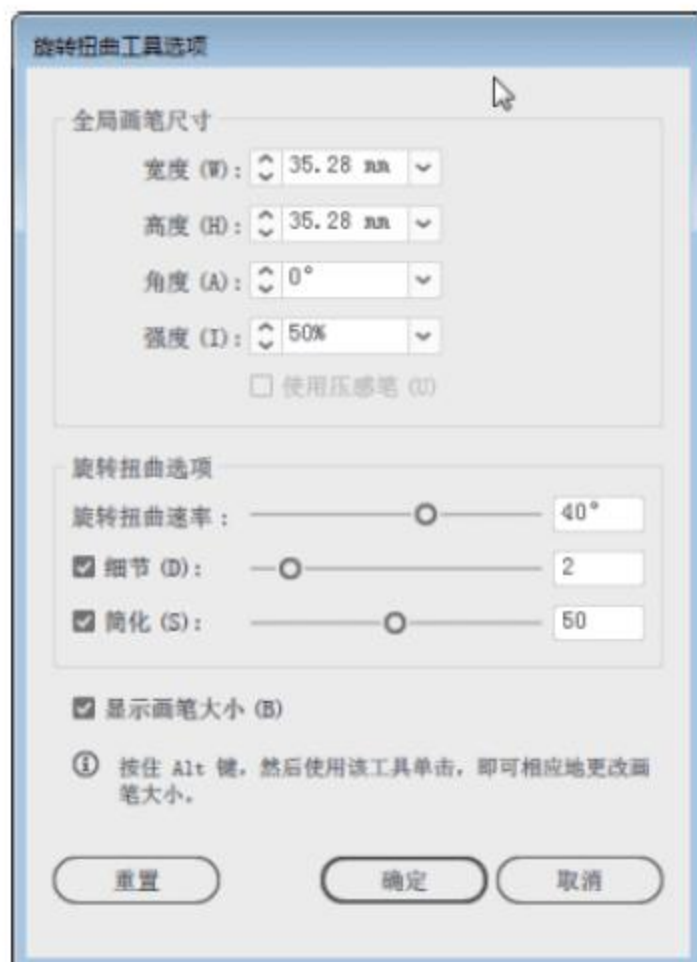 旋转扭曲工具选项
全局画笔尺寸
宽度 (W): 35.28 mm
高度 (H): 35.28 mm
角度 (A): 0°
强度 (I): 50%
使用压感笔 (U)
旋转扭曲选项
旋转扭曲速率: 40°
细节 (D): 2
简化 (S): 50
显示画笔大小 (B)
按住 Alt 键，然后使用该工具单击，即可相应地更改画
笔大小。
重置 确定 取消